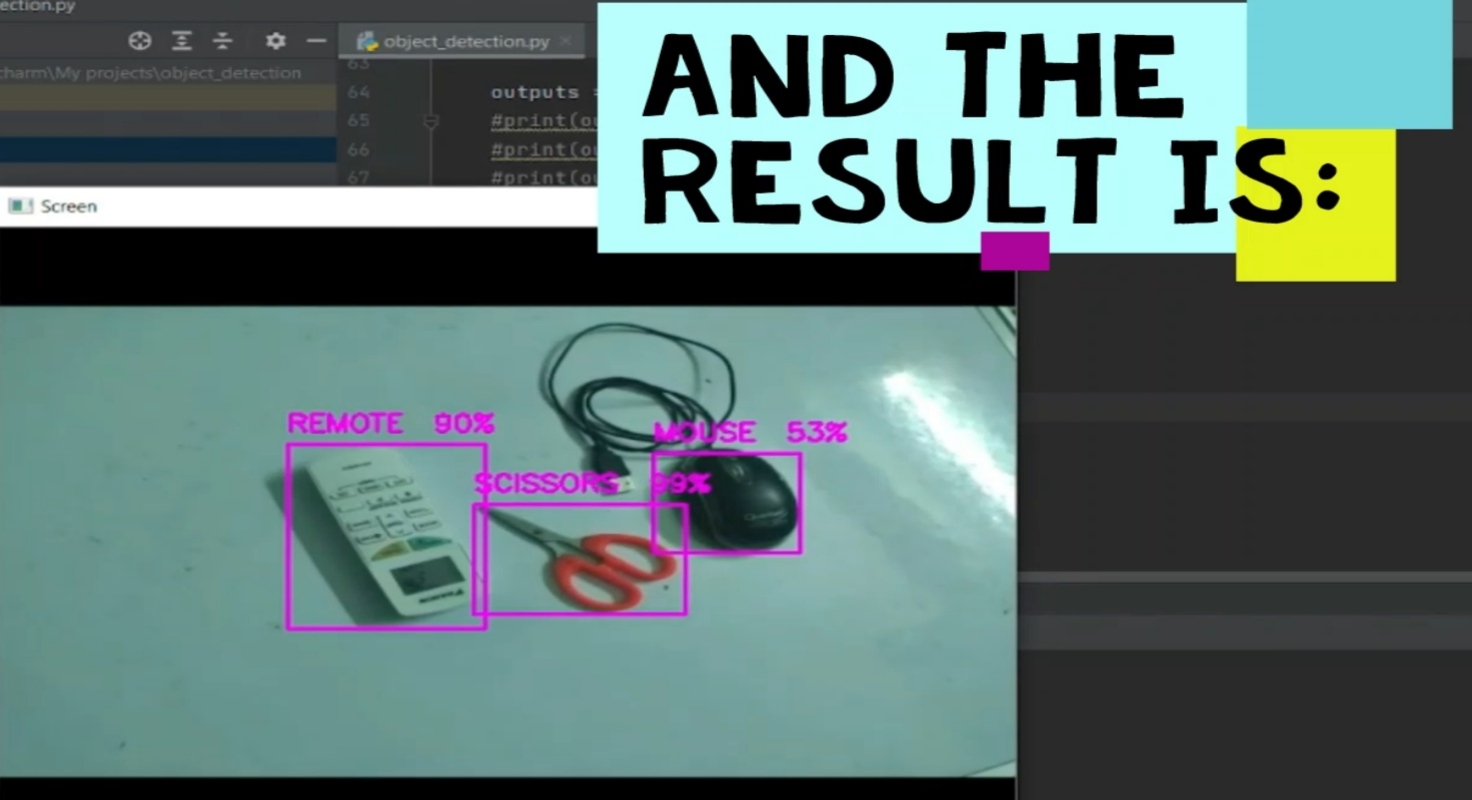 ection.py
object_detection.py
charm\My projects\object_detection
63
64 outputs =
65 #print(ou
66 #print(ou
67 #print(ou
AND THE
RESULT IS:
Screen
REMOTE 90%
MOUSE 53%
SCISSORS 99%